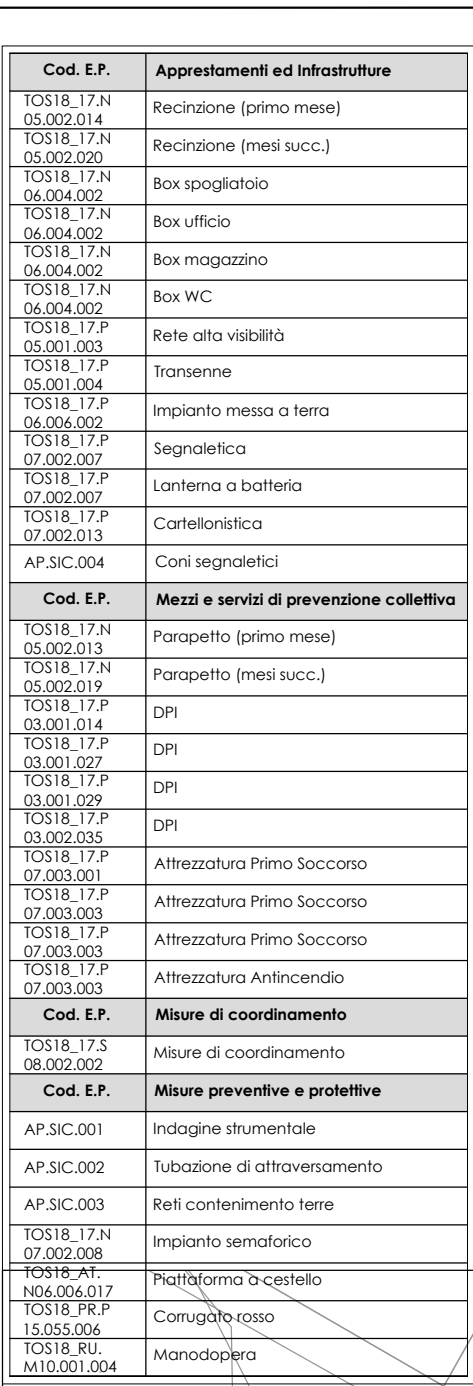 Cod. E.P. Apprestamenti ed Infrastrutture
TOS18_17.N
05.002.014 Recinzione (primo mese)
TOS18_17.N
05.002.020 Recinzione (mesi succ.)
TOS18_17.N
06.004.002 Box spogliatoio
TOS18_17.N
06.004.002 Box ufficio
TOS18_17.N
06.004.002 Box magazzino
TOS18_17.N
06.004.002 Box WC
TOS18_17.P
05.001.003 Rete alta visibilità
TOS18_17.P
05.001.004 Transenne
TOS18_17.P
06.006.002 Impianto messa a terra
TOS18_17.P
07.002.007 Segnaletica
TOS18_17.P
07.002.007 Lanterna a batteria
TOS18_17.P
07.002.013 Cartellonistica
AP.SIC.004 Coni segnaletici
Cod. E.P. Mezzi e servizi di prevenzione collettiva
TOS18_17.N
05.002.013 Parapetto (primo mese)
TOS18_17.N
05.002.019 Parapetto (mesi succ.)
TOS18_17.P
03.001.014 DPI
TOS18_17.P
03.001.027 DPI
TOS18_17.P
03.001.029 DPI
TOS18_17.P
03.002.035 DPI
TOS18_17.P
07.003.001 Attrezzatura Primo Soccorso
TOS18_17.P
07.003.003 Attrezzatura Primo Soccorso
TOS18_17.P
07.003.003 Attrezzatura Primo Soccorso
TOS18_17.P
07.003.003 Attrezzatura Antincendio
Cod. E.P. Misure di coordinamento
TOS18_17.S
08.002.002 Misure di coordinamento
Cod. E.P. Misure preventive e protettive
AP.SIC.001 Indagine strumentale
AP.SIC.002 Tubazione di attraversamento
AP.SIC.003 Reti contenimento terre
TOS18_17.N
07.002.008 Impianto semaforico
TOS18_AT.
N06.006.017 Piattaforma a cestello
TOS18_PR.P
15.055.006 Corrugato rosso
TOS18_RU.
M10.001.004 Manodopera